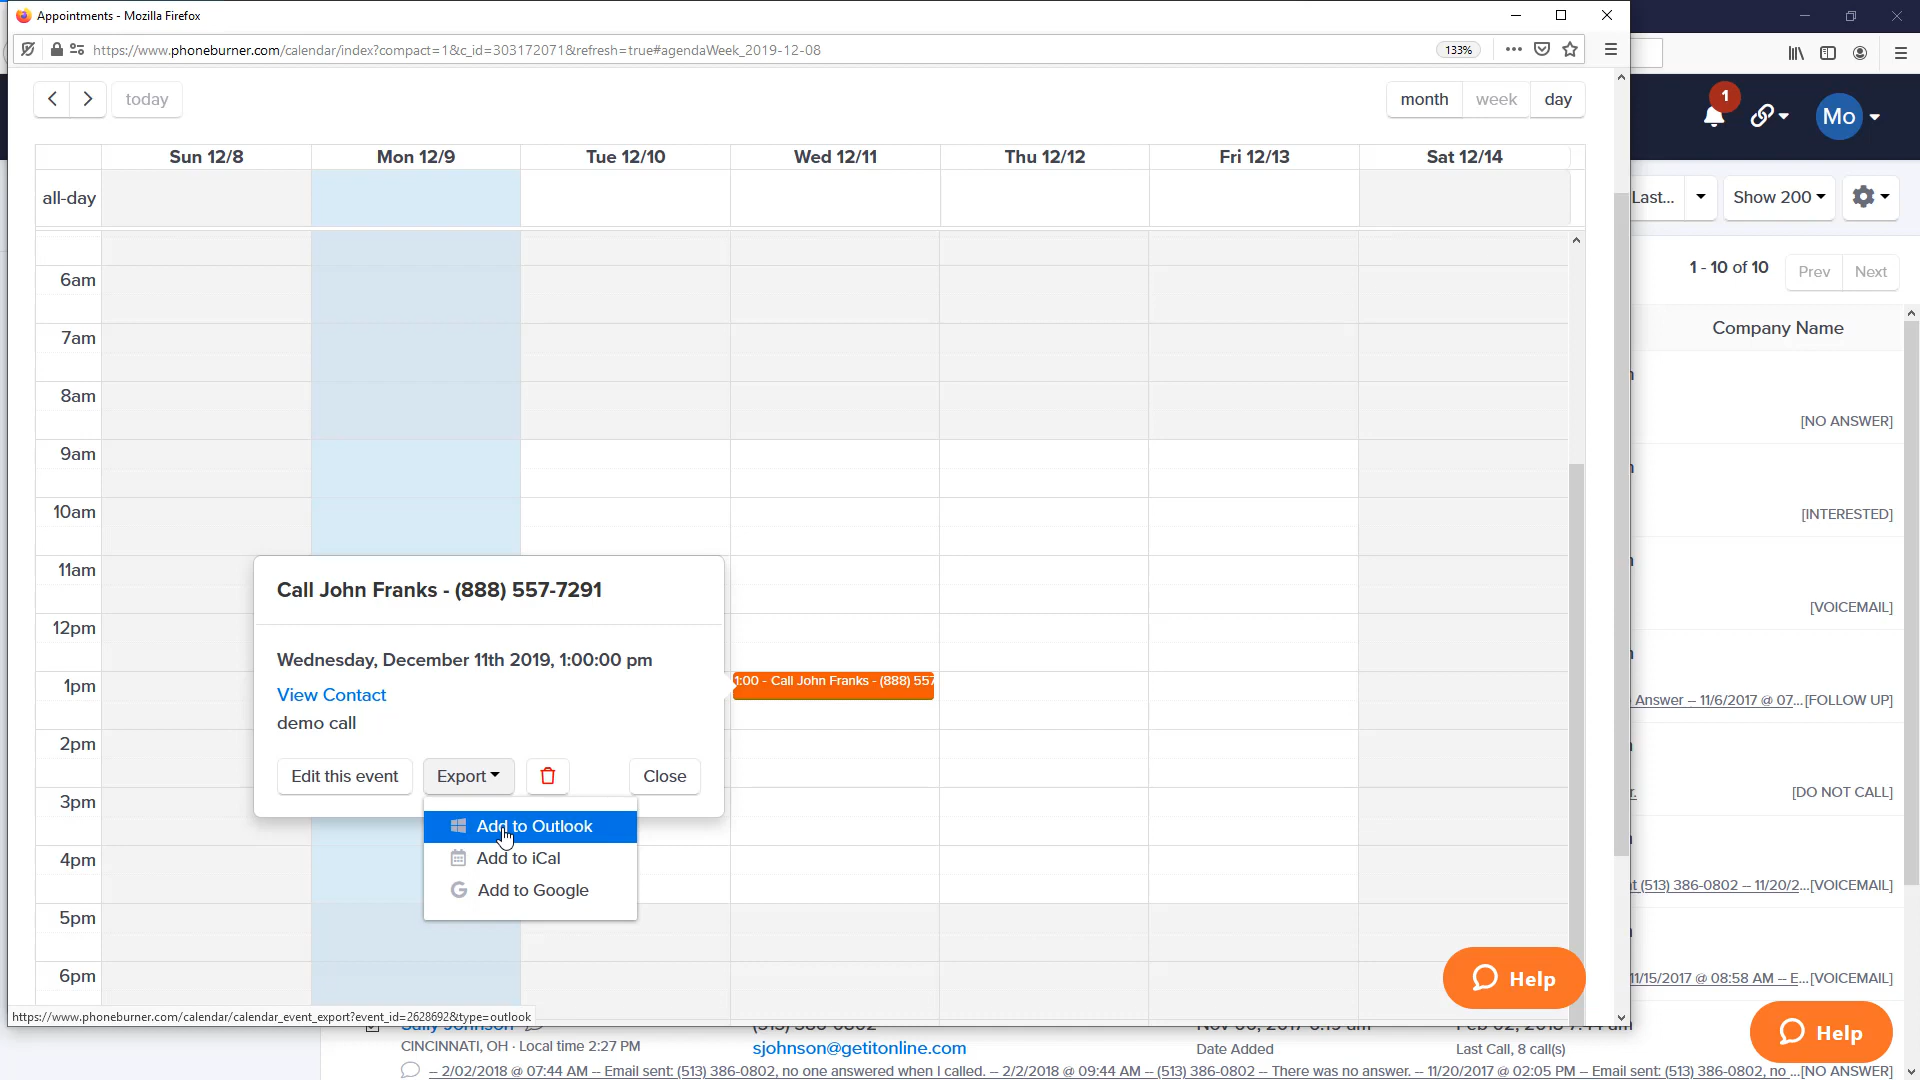 Appointments - Mozilla Firefox
https://www.phoneburner.com/calendar/index?compact=1&c_id=303172071&refresh=true#agendaWeek_2019-12-08
133%
today
month week day
Mo
1
Sun 12/8 Mon 12/9 Tue 12/10 Wed 12/11 Thu 12/12 Fri 12/13 Sat 12/14
all-day
Last... Show 200
1 - 10 of 10 Prev Next
Company Name
6am
7am
8am
9am
10am
11am
12pm
1pm
2pm
3pm
4pm
5pm
6pm
Call John Franks - (888) 557-7291
Wednesday, December 11th 2019, 1:00:00 pm
View Contact
demo call
Edit this event Export Close
Add to Outlook
Add to iCal
Add to Google
1:00 - Call John Franks - (888) 557
[NO ANSWER]
[INTERESTED]
[VOICEMAIL]
Answer -- 11/6/2017 @ 07...[FOLLOW UP]
[DO NOT CALL]
(513) 386-0802 -- 11/20/2...[VOICEMAIL]
11/15/2017 @ 08:58 AM -- E...[VOICEMAIL]
Help
https://www.phoneburner.com/calendar/calendar_event_export?event_id=2628692&type=outlook
Sally Johnson (513) 386-0802
CINCINNATI, OH · Local time 2:27 PM sjohnson@getitonline.com Date Added Last Call, 8 call(s)
Help
-- 2/02/2018 @ 07:44 AM -- Email sent: (513) 386-0802, no one answered when I called. -- 2/2/2018 @ 09:44 AM -- (513) 386-0802 -- There was no answer. -- 11/20/2017 @ 02:05 PM -- Email sent: (513) 386-0802, no ...[NO ANSWER]